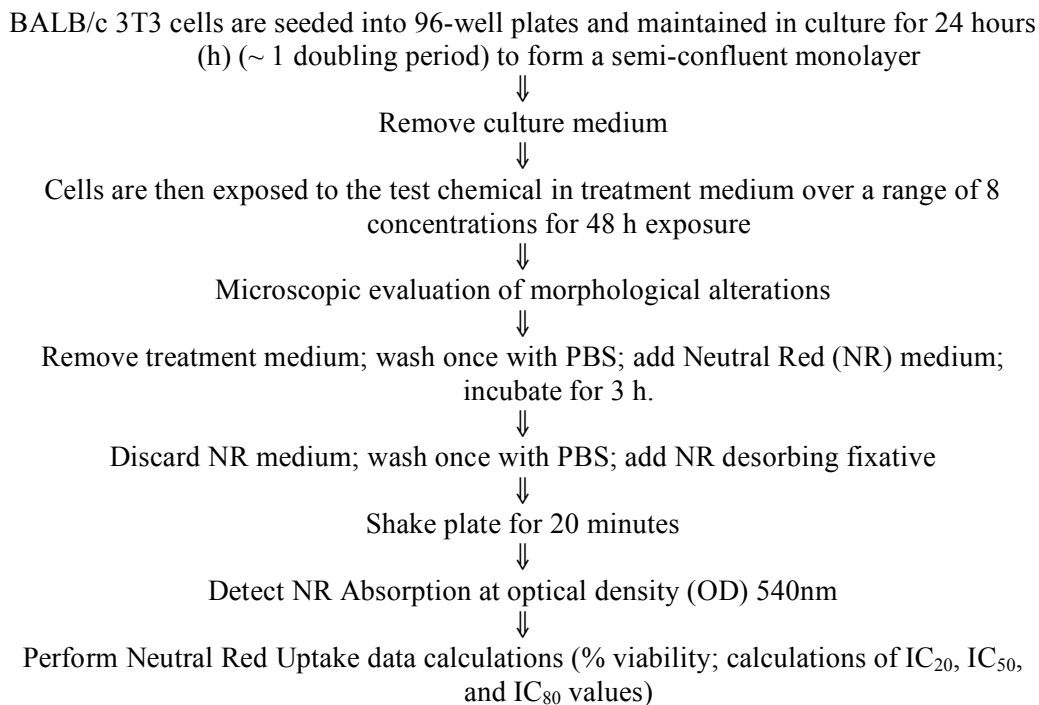 BALB/c 3T3 cells are seeded into 96-well plates and maintained in culture for 24 hours
(h) (~ 1 doubling period) to form a semi-confluent monolayer
⇓
Remove culture medium
⇓
Cells are then exposed to the test chemical in treatment medium over a range of 8
concentrations for 48 h exposure
⇓
Microscopic evaluation of morphological alterations
⇓
Remove treatment medium; wash once with PBS; add Neutral Red (NR) medium;
incubate for 3 h.
⇓
Discard NR medium; wash once with PBS; add NR desorbing fixative
⇓
Shake plate for 20 minutes
⇓
Detect NR Absorption at optical density (OD) 540nm
⇓
Perform Neutral Red Uptake data calculations (% viability; calculations of IC₂₀, IC₅₀,
and IC₈₀ values)